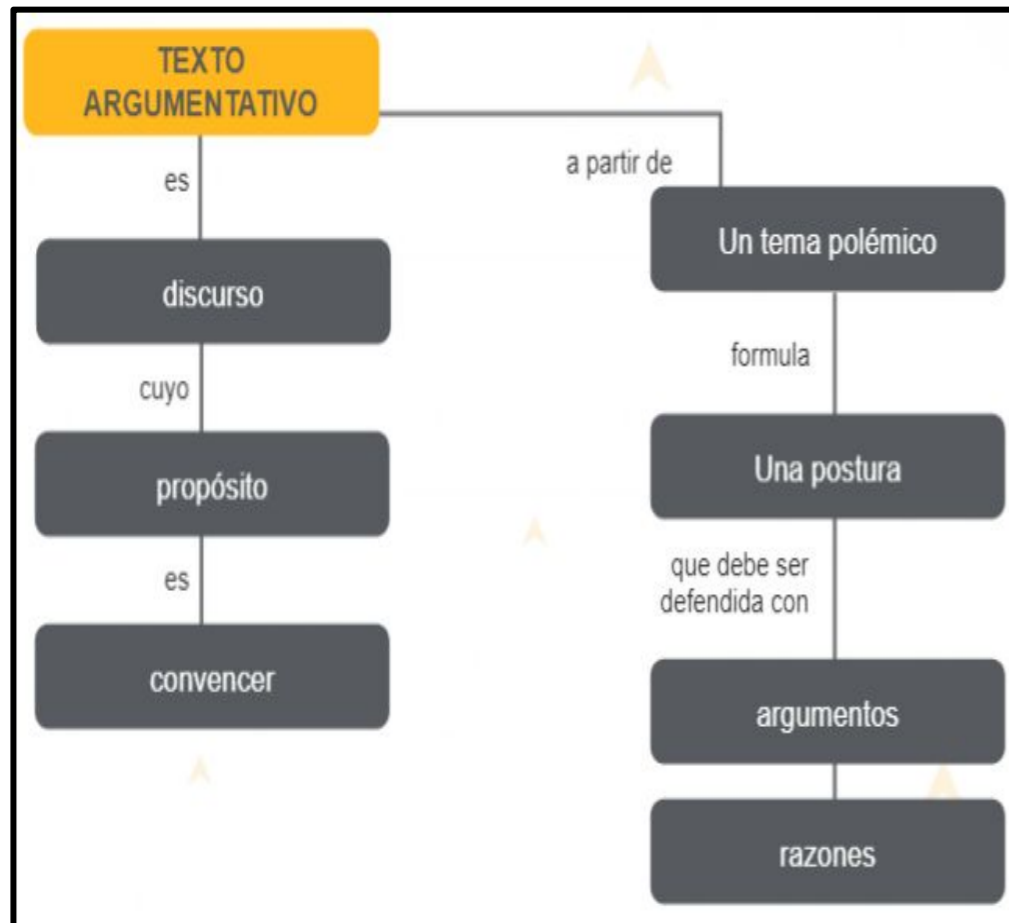 TEXTO
ARGUMENTATIVO
es
discurso
cuyo
propósito
es
convencer
a partir de
Un tema polémico
formula
Una postura
que debe ser
defendida con
argumentos
razones